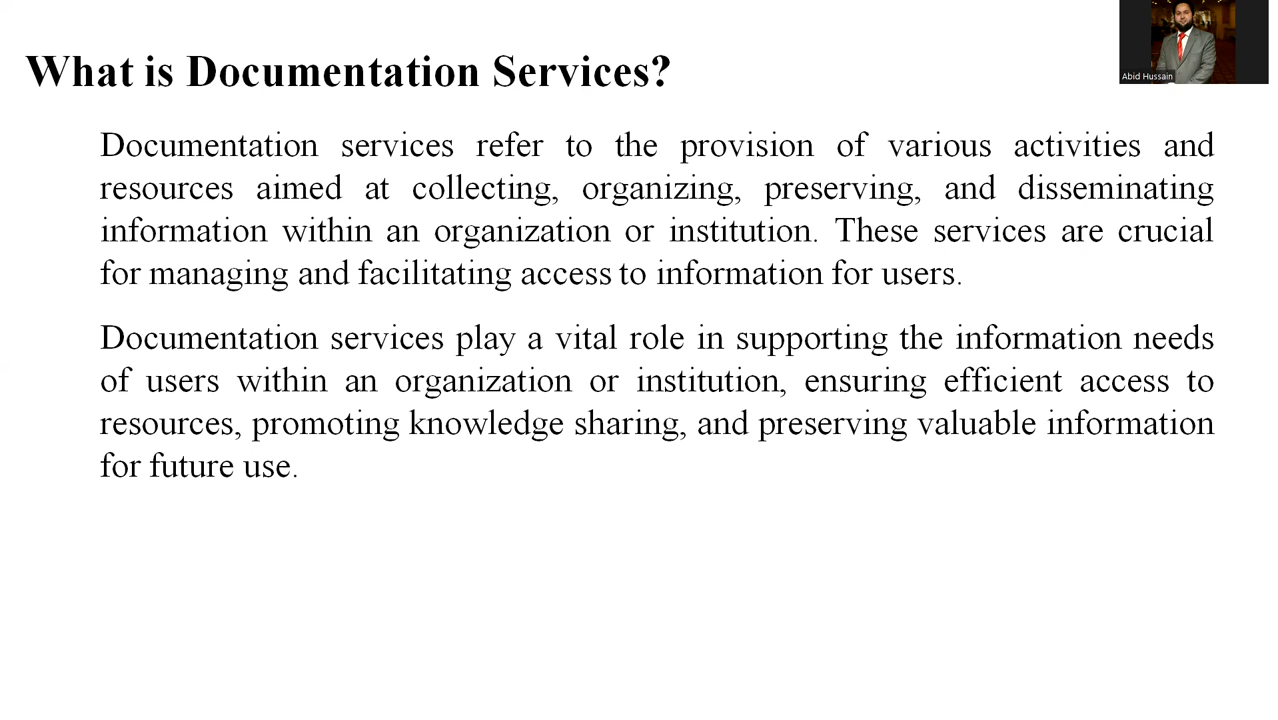 What is Documentation Services?
Abid Hussain
Documentation services refer to the provision of various activities and
resources aimed at collecting, organizing, preserving, and disseminating
information within an organization or institution. These services are crucial
for managing and facilitating access to information for users.
Documentation services play a vital role in supporting the information needs
of users within an organization or institution, ensuring efficient access to
resources, promoting knowledge sharing, and preserving valuable information
for future use.